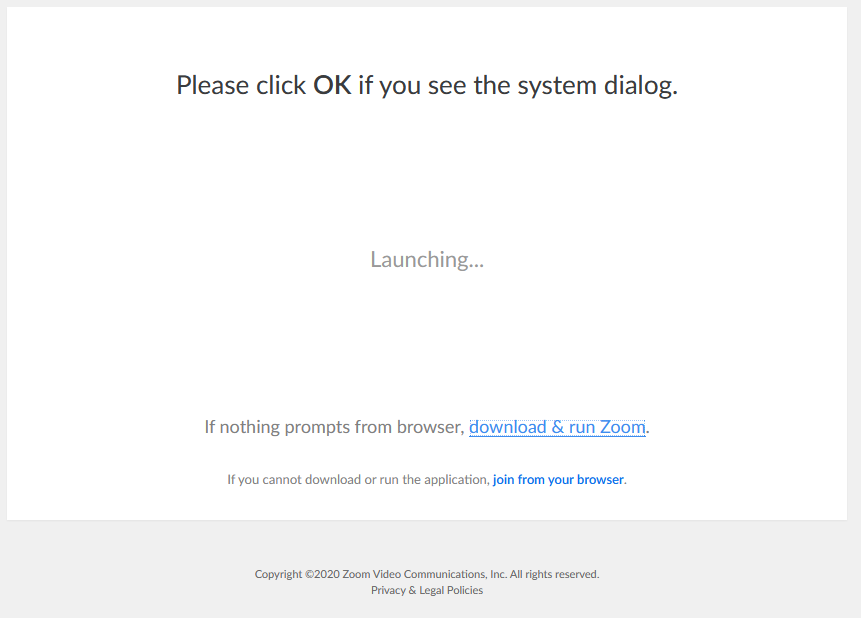 Please click OK if you see the system dialog.
Launching...
If nothing prompts from browser, download & run Zoom.
If you cannot download or run the application, join from your browser.
Copyright ©2020 Zoom Video Communications, Inc. All rights reserved.
Privacy & Legal Policies